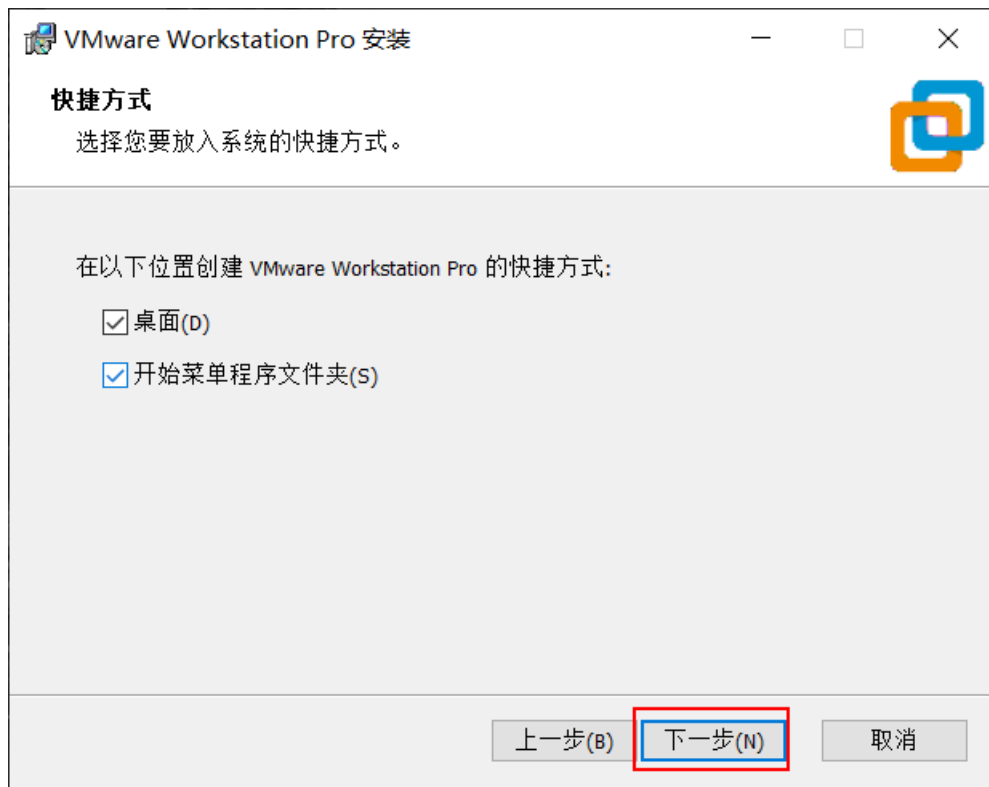 VMware Workstation Pro 安装
快捷方式
选择您要放入系统的快捷方式。
在以下位置创建 VMware Workstation Pro 的快捷方式:
桌面(D)
开始菜单程序文件夹(S)
上一步(B) 下一步(N) 取消